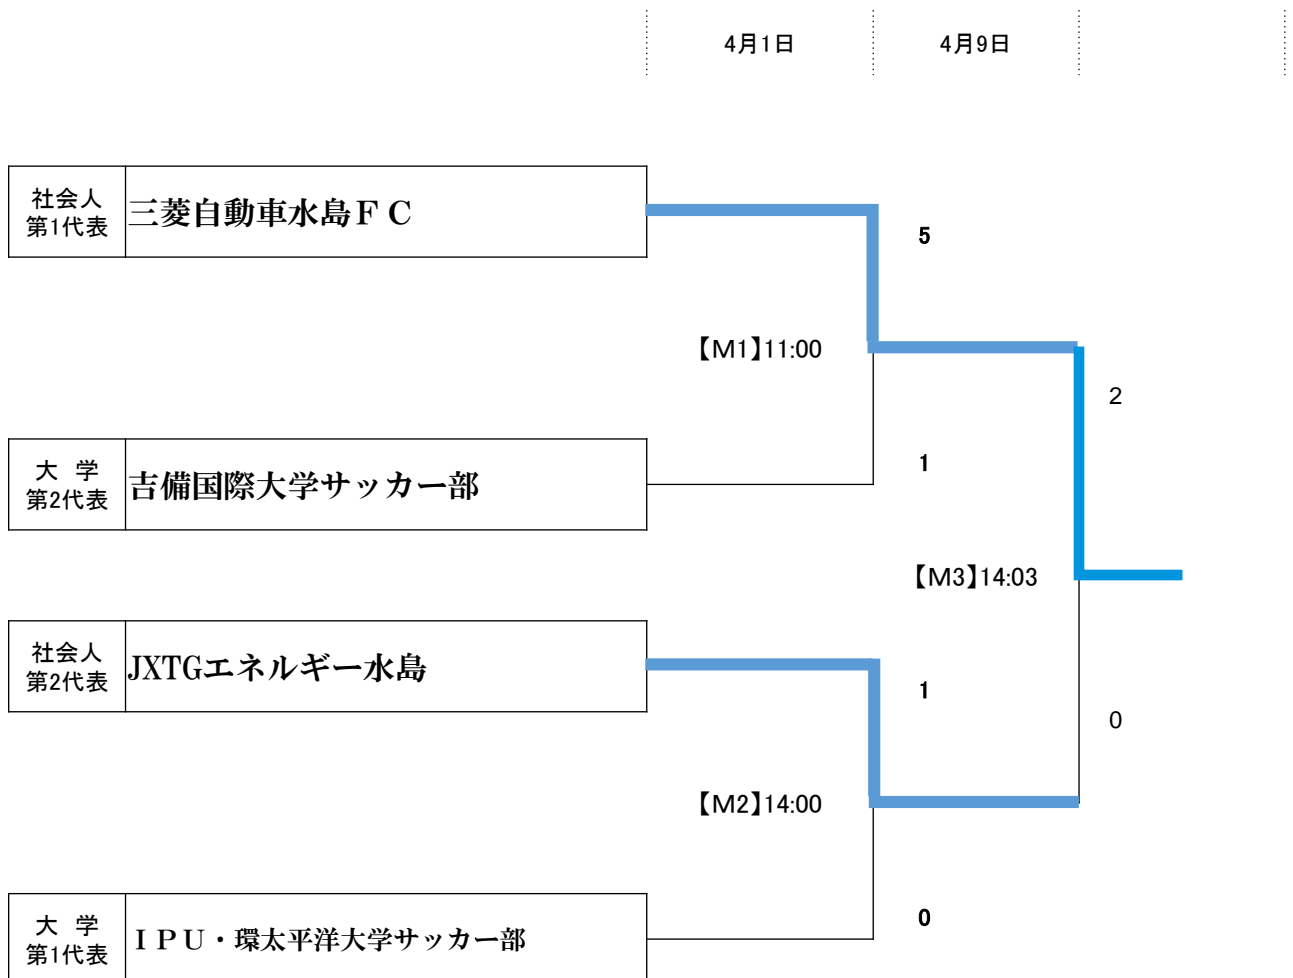 4月1日
4月9日
社会人
第1代表
三菱自動車水島ＦＣ
5
【M1】11:00
2
大 学
第2代表
吉備国際大学サッカー部
1
【M3】14:03
社会人
第2代表
JXTGエネルギー水島
1
0
【M2】14:00
大 学
第1代表
ＩＰＵ・環太平洋大学サッカー部
0